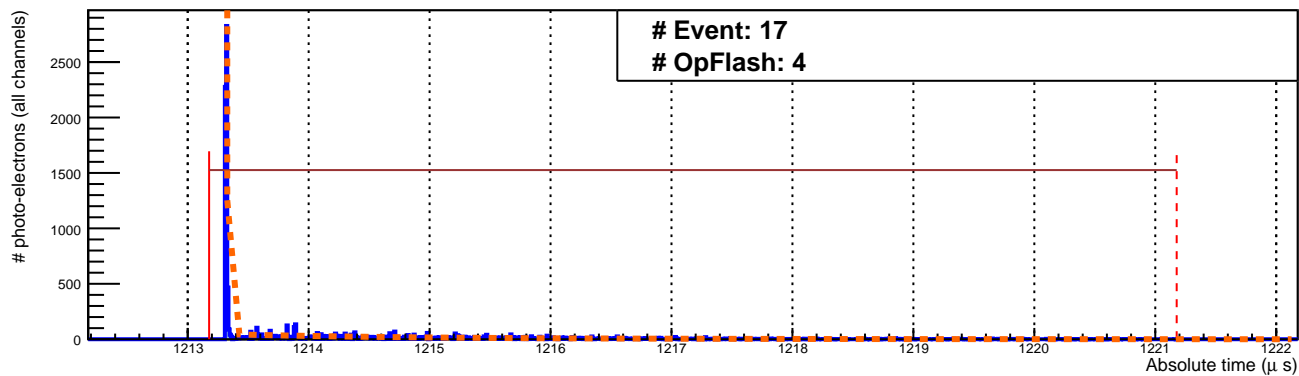 # Event: 17
# OpFlash: 4
# photo-electrons (all channels)
2500
2000
1500
1000
500
0
1213 1214 1215 1216 1217 1218 1219 1220 1221 1222
Absolute time (μ s)